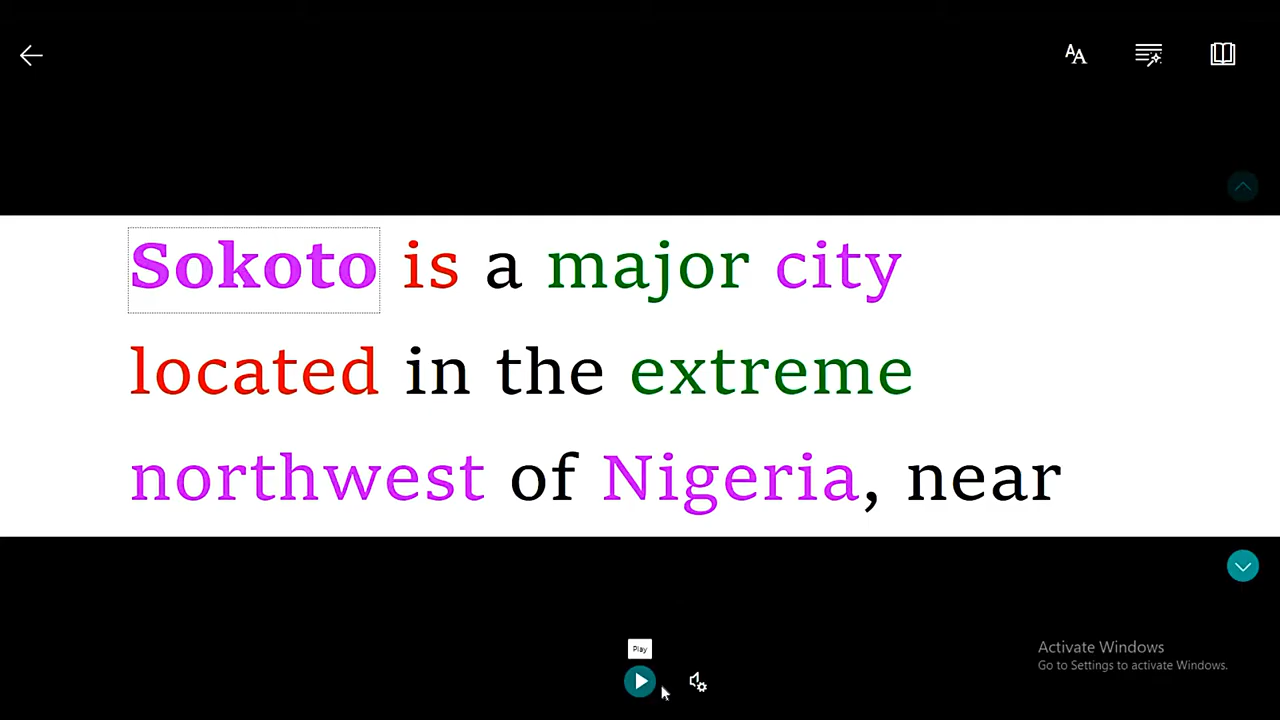 Sokoto is a major city
located in the extreme
northwest of Nigeria, near
Play
Activate Windows
Go to Settings to activate Windows.